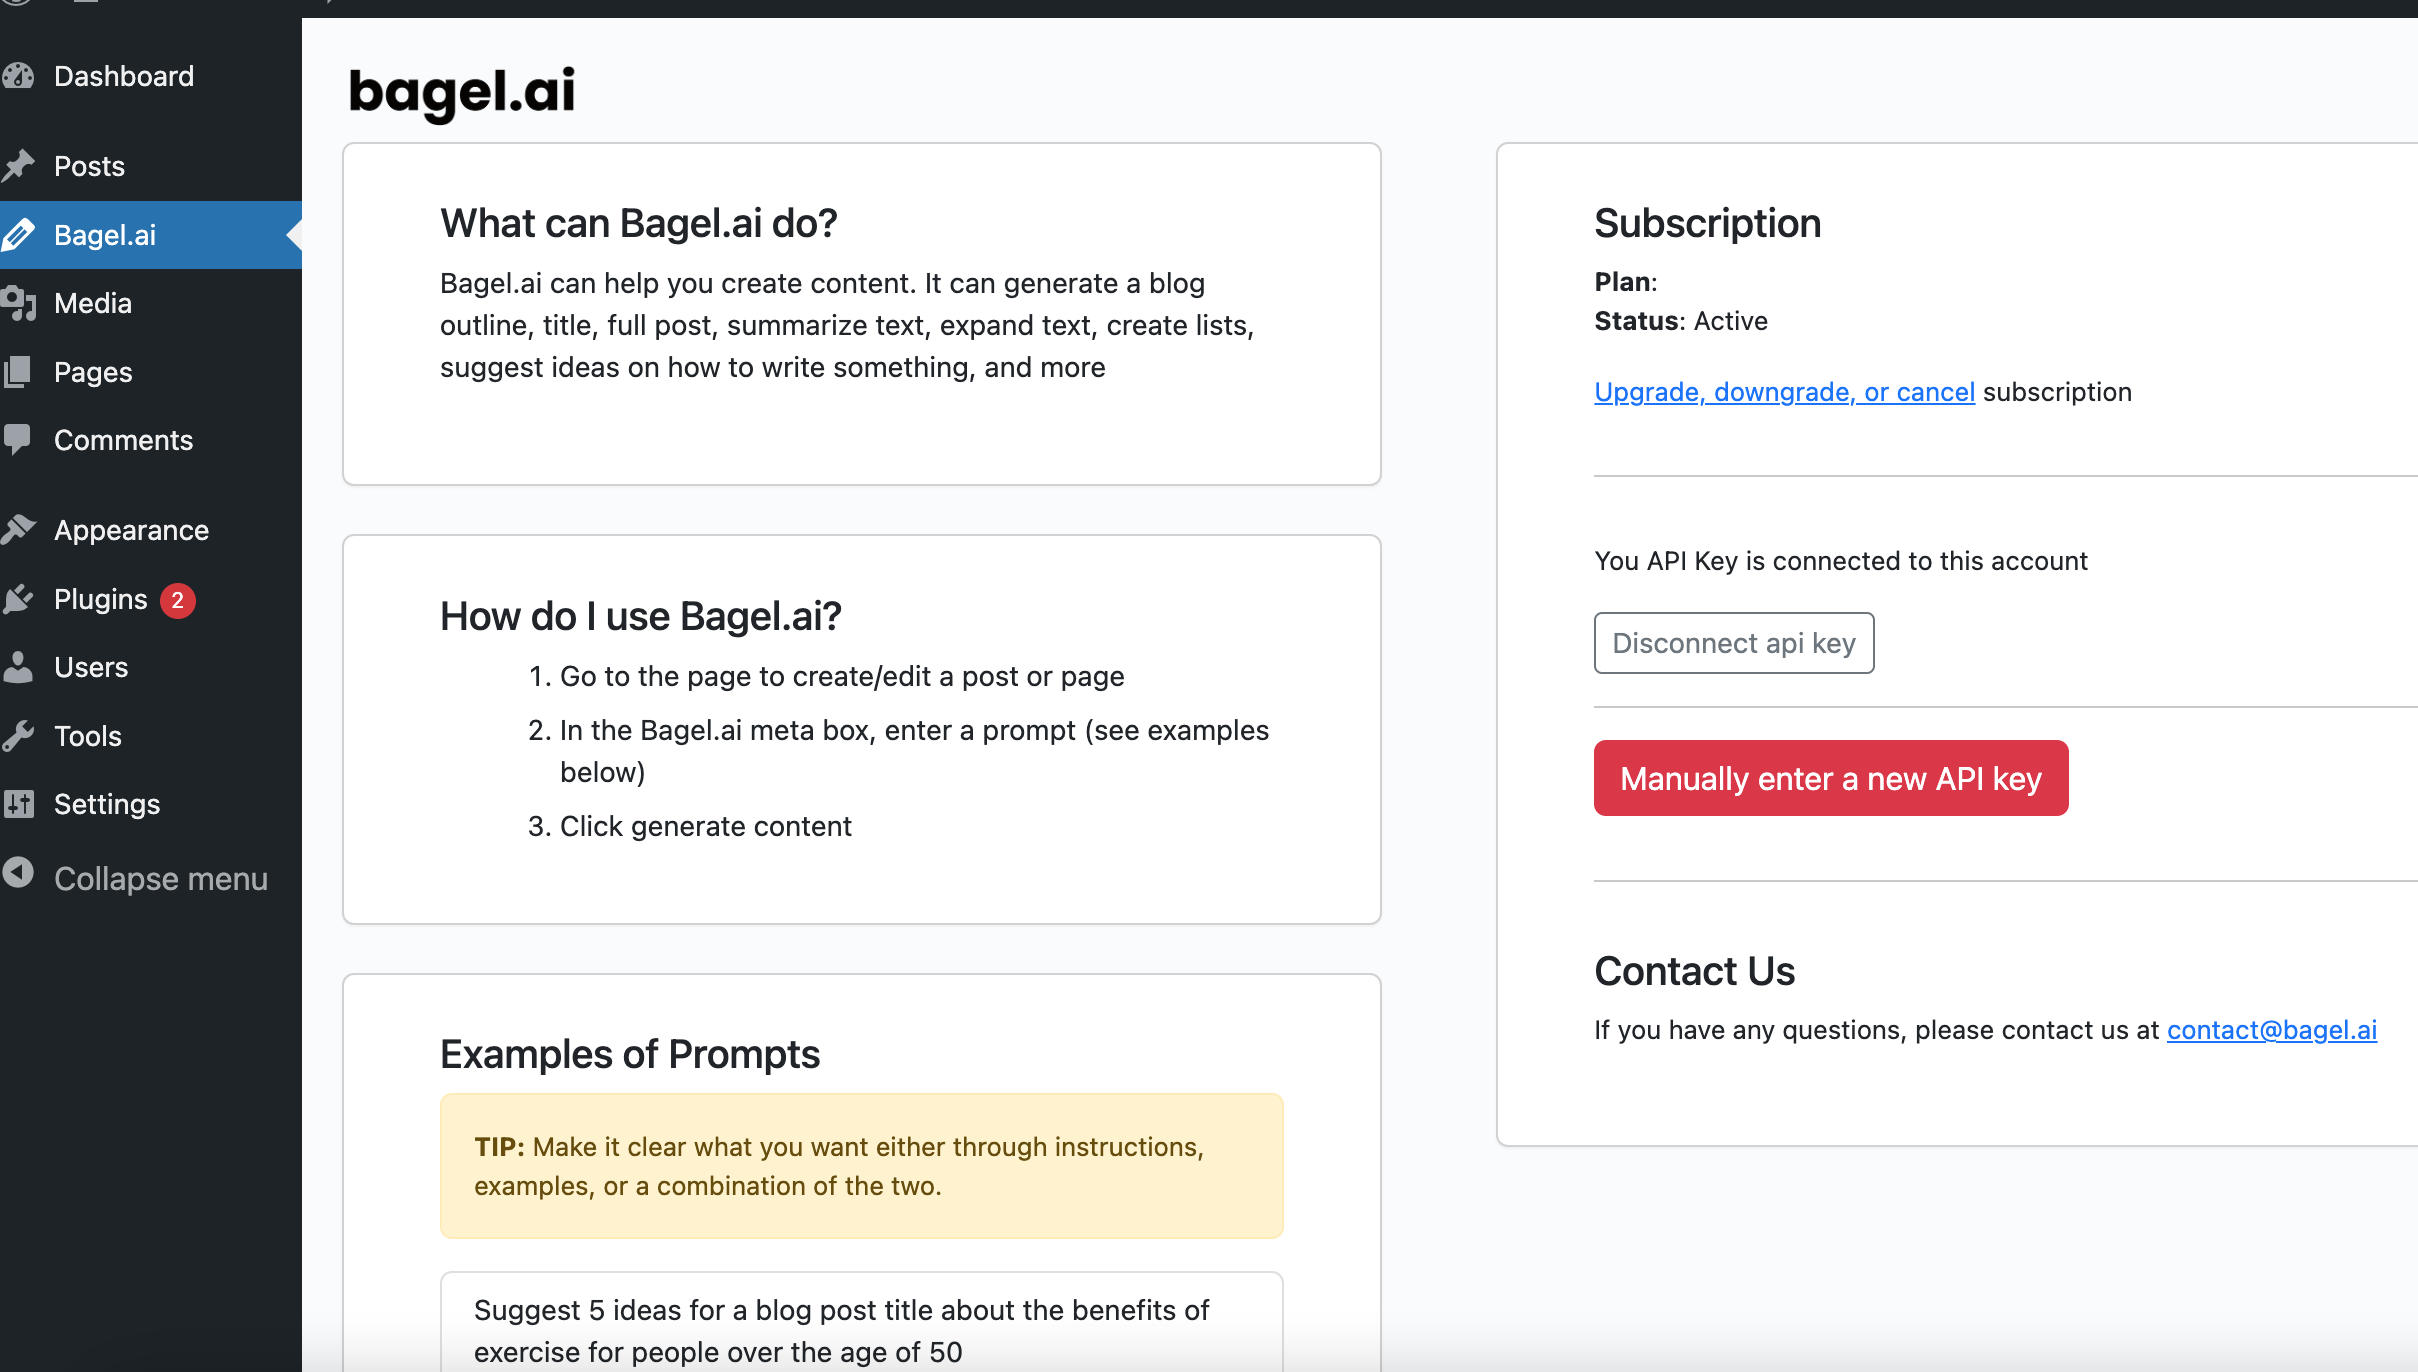 Dashboard
Posts
Bagel.ai
Media
Pages
Comments
Appearance
Plugins 2
Users
Tools
Settings
Collapse menu
bagel.ai
What can Bagel.ai do?
Bagel.ai can help you create content. It can generate a blog
outline, title, full post, summarize text, expand text, create lists,
suggest ideas on how to write something, and more
How do I use Bagel.ai?
1. Go to the page to create/edit a post or page
2. In the Bagel.ai meta box, enter a prompt (see examples
below)
3. Click generate content
Examples of Prompts
TIP: Make it clear what you want either through instructions,
examples, or a combination of the two.
Suggest 5 ideas for a blog post title about the benefits of
exercise for people over the age of 50
Subscription
Plan:
Status: Active
Upgrade, downgrade, or cancel subscription
You API Key is connected to this account
Disconnect api key
Manually enter a new API key
Contact Us
If you have any questions, please contact us at contact@bagel.ai